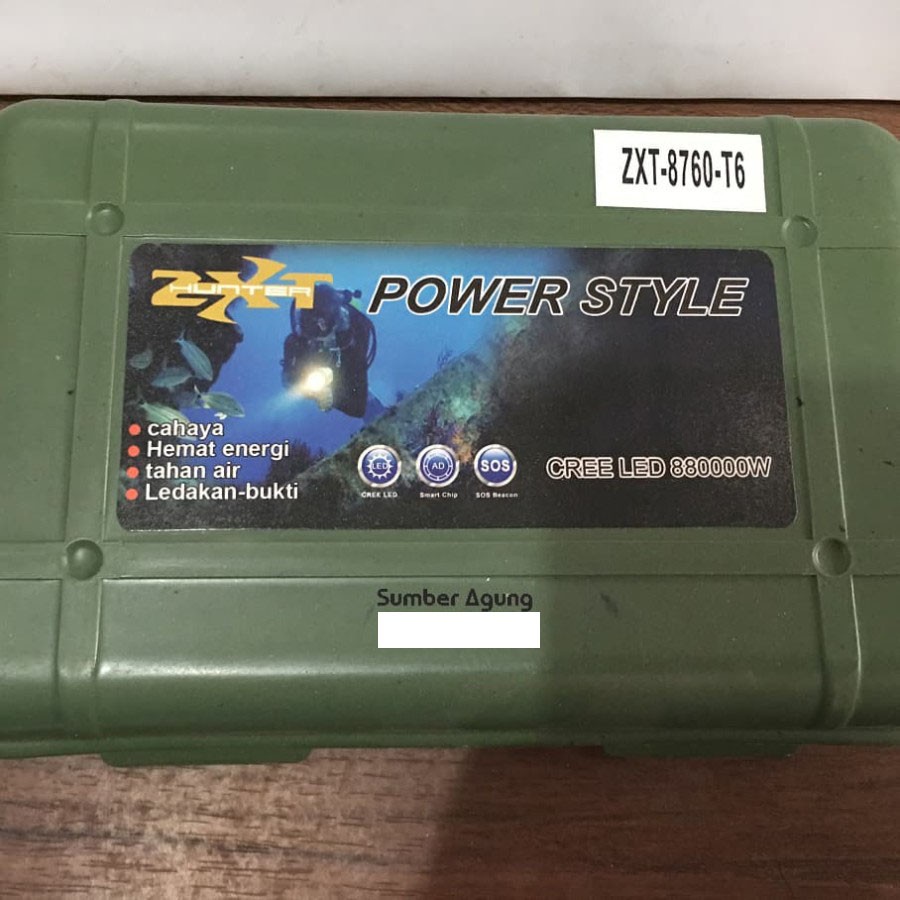 ZXT-8760-T6
ZXT
HUNTER
POWER STYLE
cahaya
Hemat energi
tahan air
Ledakan-bukti
LED
AD
SOS
CREE LED
Smart Chip
SOS Beacon
CREE LED 880000W
Sumber Agung